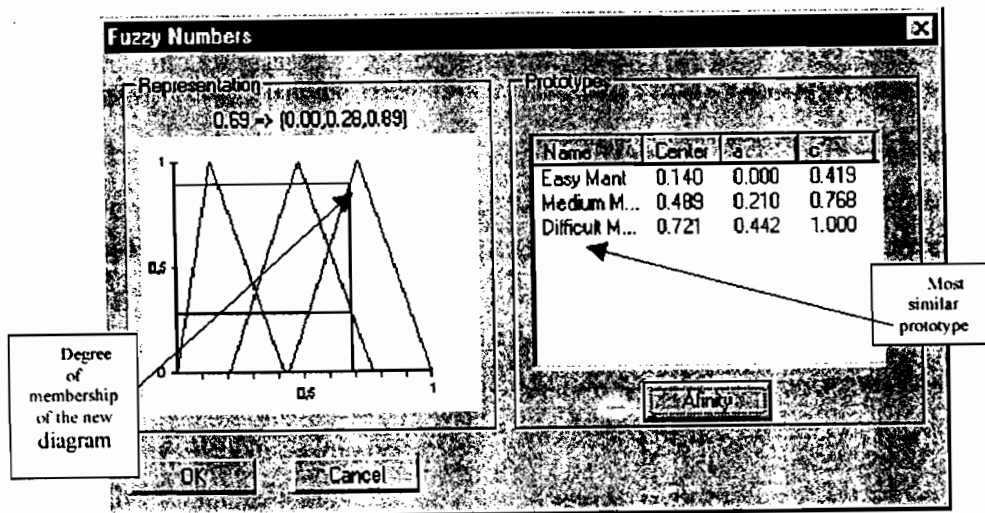 Fuzzy Numbers
Representation
0.69 => (0.00,0.28,0.89)
1
0,5
0
0,5
1
Prototypes
Name Center a c
Easy Mant 0.140 0.000 0.419
Medium M... 0.489 0.210 0.768
Difficult M... 0.721 0.442 1.000
Afinity
OK
Cancel
Degree
of
membership
of the new
diagram
Most
similar
prototype